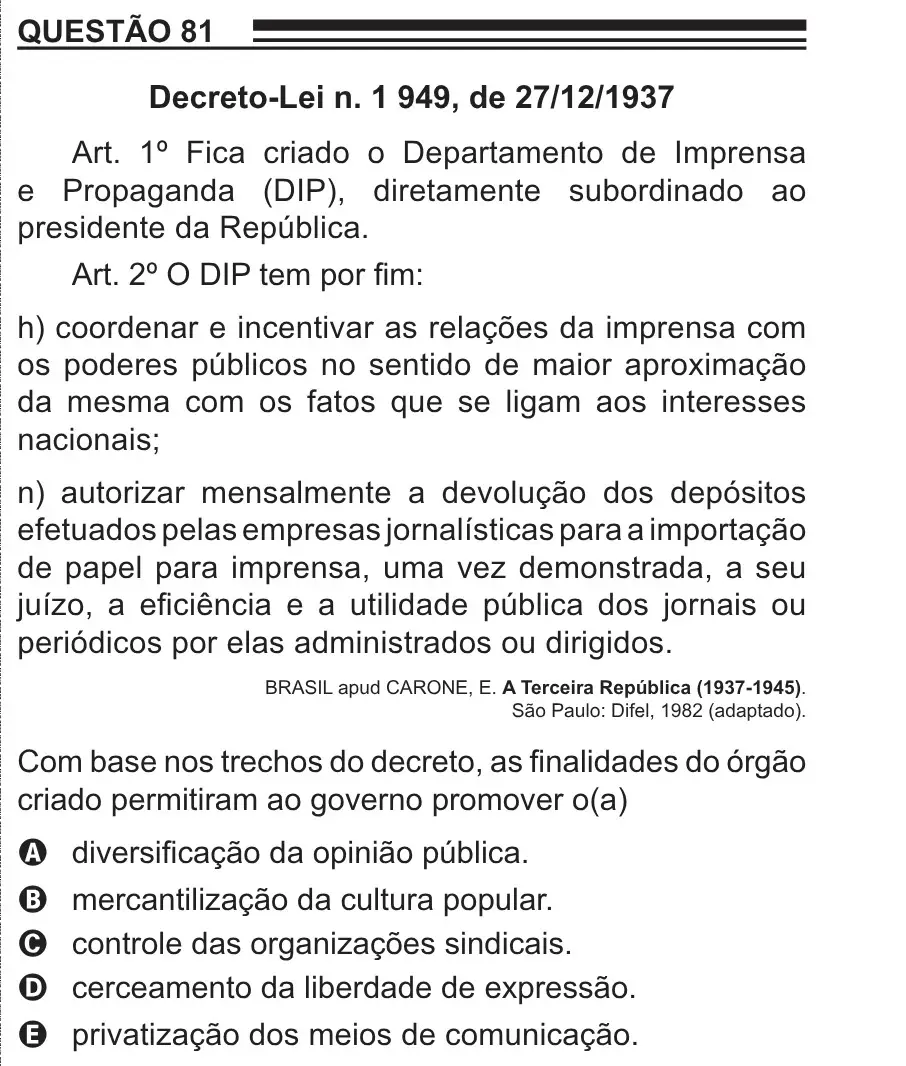 QUESTÃO 81
Decreto-Lei n. 1 949, de 27/12/1937
Art. 1º Fica criado o Departamento de Imprensa
e Propaganda (DIP), diretamente subordinado ao
presidente da República.
Art. 2º O DIP tem por fim:
h) coordenar e incentivar as relações da imprensa com
os poderes públicos no sentido de maior aproximação
da mesma com os fatos que se ligam aos interesses
nacionais;
n) autorizar mensalmente a devolução dos depósitos
efetuados pelas empresas jornalísticas para a importação
de papel para imprensa, uma vez demonstrada, a seu
juízo, a eficiência e a utilidade pública dos jornais ou
periódicos por elas administrados ou dirigidos.
BRASIL apud CARONE, E. A Terceira República (1937-1945).
São Paulo: Difel, 1982 (adaptado).
Com base nos trechos do decreto, as finalidades do órgão
criado permitiram ao governo promover o(a)
A diversificação da opinião pública.
B mercantilização da cultura popular.
C controle das organizações sindicais.
D cerceamento da liberdade de expressão.
E privatização dos meios de comunicação.